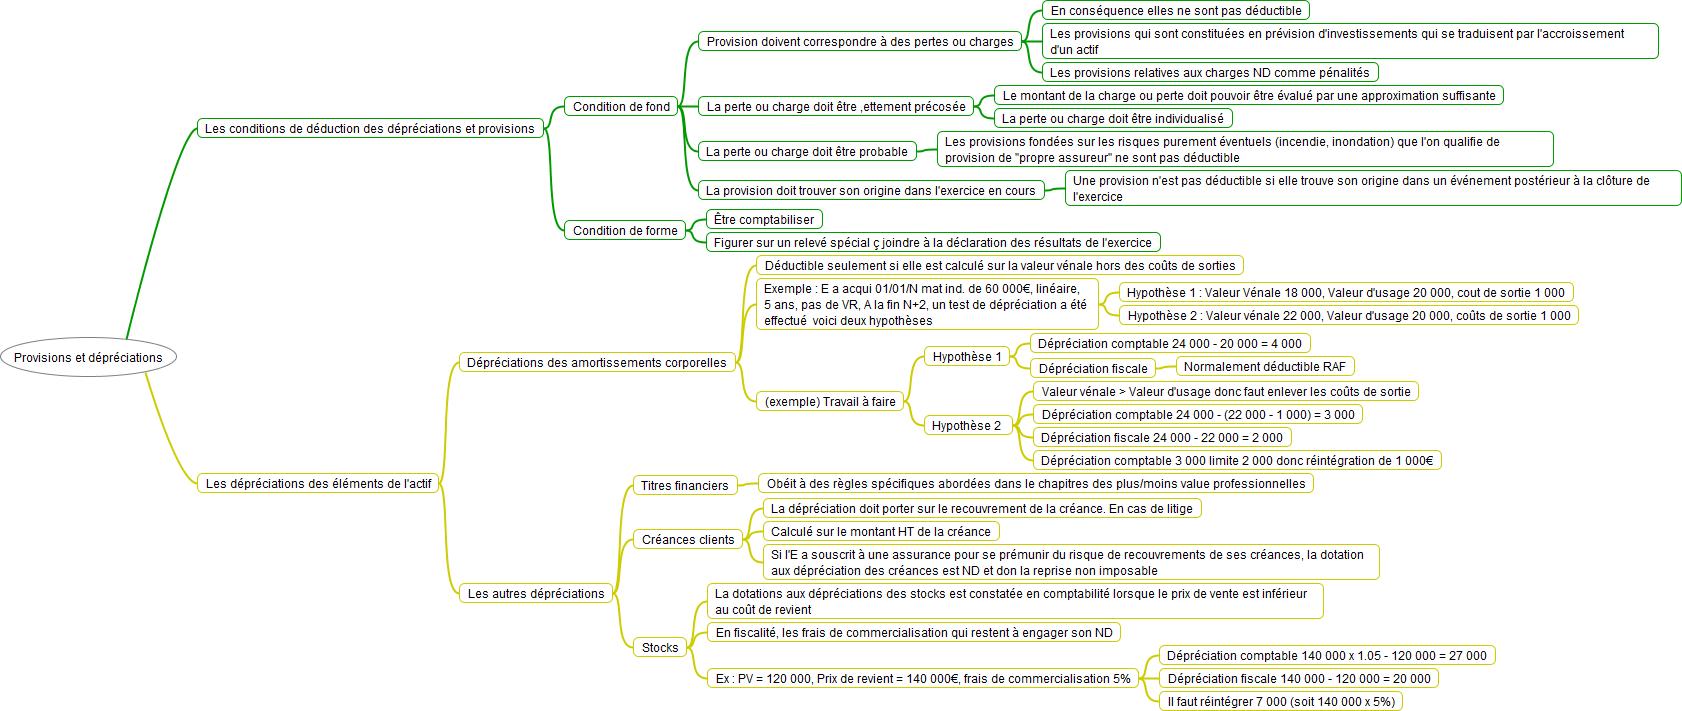 Provisions et dépréciations
Les conditions de déduction des dépréciations et provisions
Condition de fond
Provision doivent correspondre à des pertes ou charges
En conséquence elles ne sont pas déductible
Les provisions qui sont constituées en prévision d'investissements qui se traduisent par l'accroissement
d'un actif
Les provisions relatives aux charges ND comme pénalités
La perte ou charge doit être ,ettement précosée
Le montant de la charge ou perte doit pouvoir être évalué par une approximation suffisante
La perte ou charge doit être individualisé
La perte ou charge doit être probable
Les provisions fondées sur les risques purement éventuels (incendie, inondation) que l'on qualifie de
provision de "propre assureur" ne sont pas déductible
La provision doit trouver son origine dans l'exercice en cours
Une provision n'est pas déductible si elle trouve son origine dans un événement postérieur à la clôture de
l'exercice
Condition de forme
Être comptabiliser
Figurer sur un relevé spécial ç joindre à la déclaration des résultats de l'exercice
Les dépréciations des éléments de l'actif
Dépréciations des amortissements corporelles
Déductible seulement si elle est calculé sur la valeur vénale hors des coûts de sorties
Exemple : E a acqui 01/01/N mat ind. de 60 000€, linéaire,
5 ans, pas de VR, A la fin N+2, un test de dépréciation a été
effectué  voici deux hypothèses
Hypothèse 1 : Valeur Vénale 18 000, Valeur d'usage 20 000, cout de sortie 1 000
Hypothèse 2 : Valeur vénale 22 000, Valeur d'usage 20 000, coûts de sortie 1 000
(exemple) Travail à faire
Hypothèse 1
Dépréciation comptable 24 000 - 20 000 = 4 000
Dépréciation fiscale
Normalement déductible RAF
Hypothèse 2
Valeur vénale > Valeur d'usage donc faut enlever les coûts de sortie
Dépréciation comptable 24 000 - (22 000 - 1 000) = 3 000
Dépréciation fiscale 24 000 - 22 000 = 2 000
Dépréciation comptable 3 000 limite 2 000 donc réintégration de 1 000€
Les autres dépréciations
Titres financiers
Obéit à des règles spécifiques abordées dans le chapitres des plus/moins value professionnelles
Créances clients
La dépréciation doit porter sur le recouvrement de la créance. En cas de litige
Calculé sur le montant HT de la créance
Si l'E a souscrit à une assurance pour se prémunir du risque de recouvrements de ses créances, la dotation
aux dépréciation des créances est ND et don la reprise non imposable
Stocks
La dotations aux dépréciations des stocks est constatée en comptabilité lorsque le prix de vente est inférieur
au coût de revient
En fiscalité, les frais de commercialisation qui restent à engager son ND
Ex : PV = 120 000, Prix de revient = 140 000€, frais de commercialisation 5%
Dépréciation comptable 140 000 x 1.05 - 120 000 = 27 000
Dépréciation fiscale 140 000 - 120 000 = 20 000
Il faut réintégrer 7 000 (soit 140 000 x 5%)